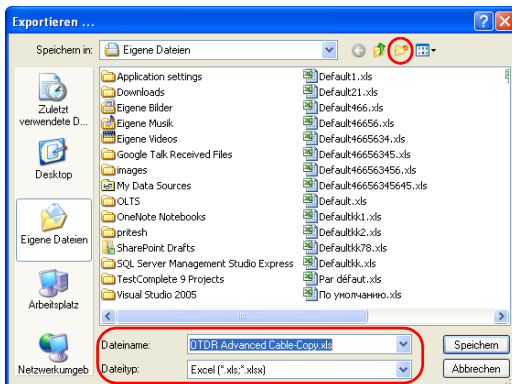 Exportieren ...
Speichern in:
Eigene Dateien
Zuletzt
verwendete D...
Desktop
Eigene Dateien
Arbeitsplatz
Netzwerkumgeb
Application settings
Downloads
Eigene Bilder
Eigene Musik
Eigene Videos
Google Talk Received Files
images
My Data Sources
OLTS
OneNote Notebooks
pritesh
SharePoint Drafts
SQL Server Management Studio Express
TestComplete 9 Projects
Visual Studio 2005
Default1.xls
Default21.xls
Default466.xls
Default46656.xls
Default4665634.xls
Default46656345.xls
Default4665634556.xls
Default46656345645.xls
Default.xls
Defaultkk1.xls
Defaultkk2.xls
Defaultkk78.xls
Defaultkk.xls
Par défaut.xls
По умолчанию.xls
Dateiname:
OTDR Advanced Cable-Copy.xls
Speichern
Dateityp:
Excel (*.xls;*.xlsx)
Abbrechen